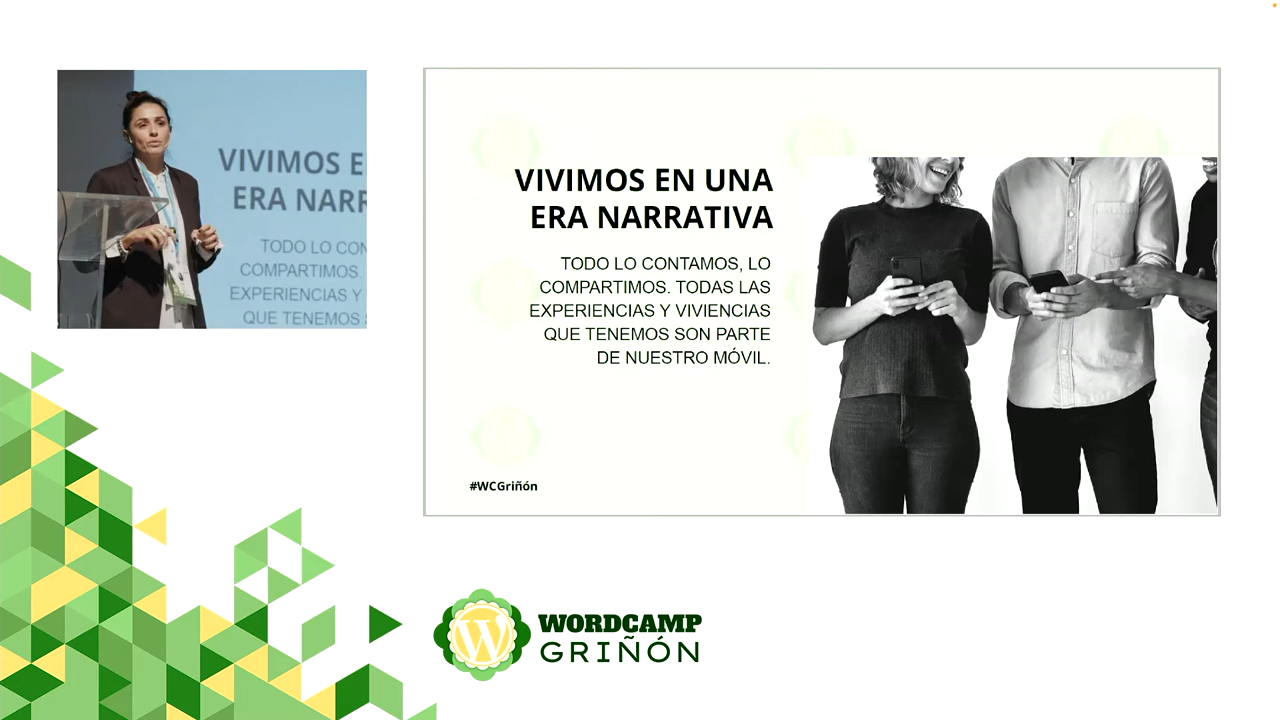 VIVIMOS E
ERA NARR
TODO LO CON
COMPARTIMOS.
EXPERIENCIAS Y
QUE TENEMOS
VIVIMOS EN UNA
ERA NARRATIVA
TODO LO CONTAMOS, LO
COMPARTIMOS. TODAS LAS
EXPERIENCIAS Y VIVIENCIAS
QUE TENEMOS SON PARTE
DE NUESTRO MÓVIL.
#WCGriñón
WORDCAMP
GRIÑÓN